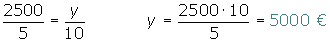 2500/5 = y/10    y = 2500·10/5 = 5000 €